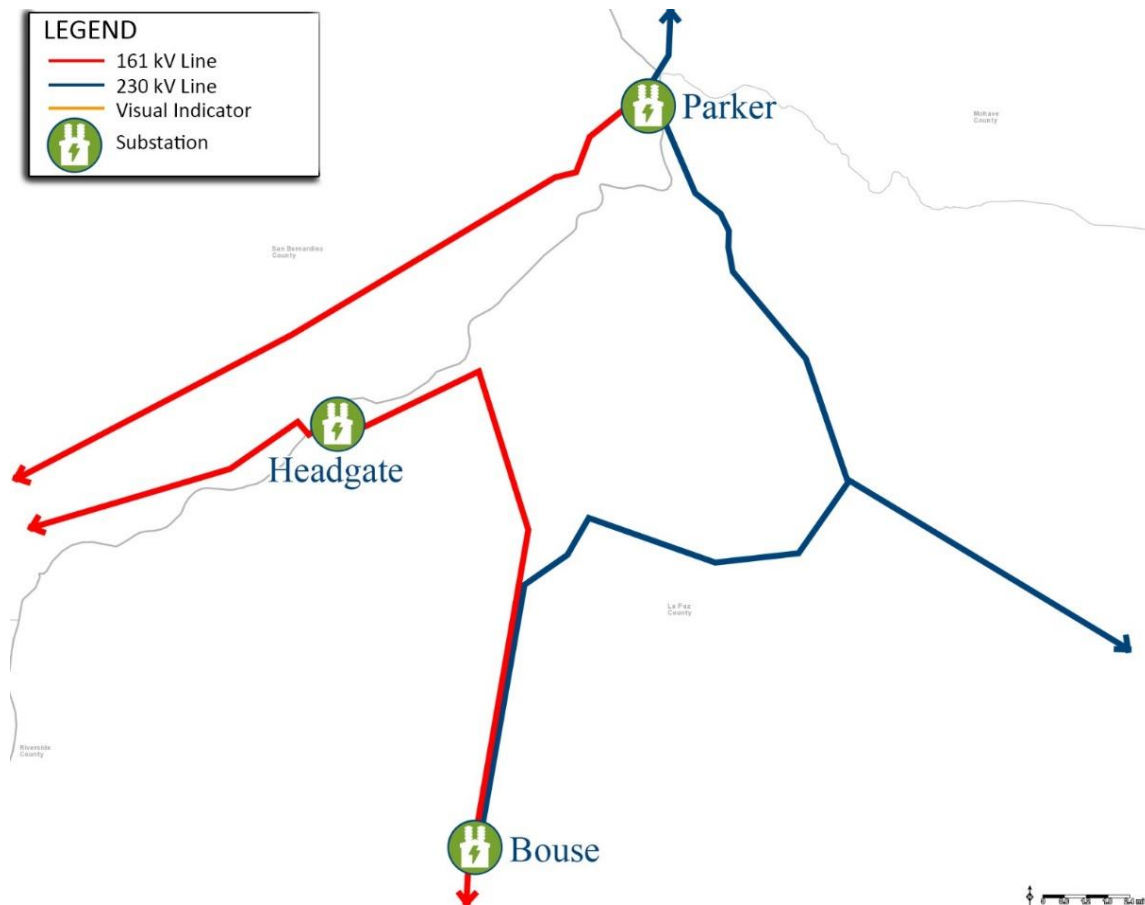 LEGEND
161 kV Line
230 kV Line
Visual Indicator
Substation
Parker
Mohave
County
San Bernardino
County
Headgate
La Paz
County
Riverside
County
Bouse